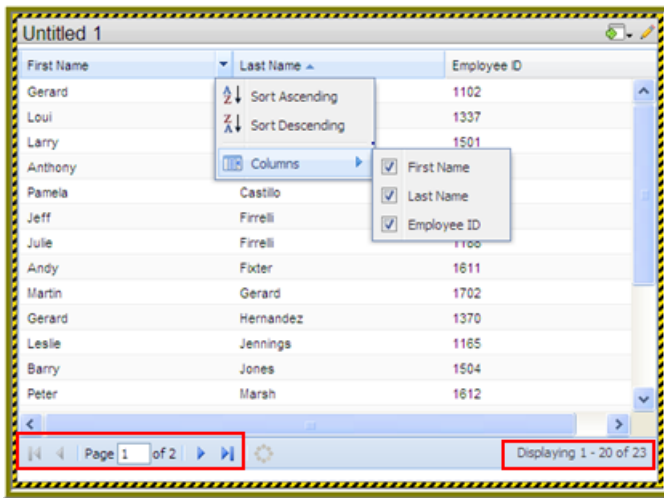 Untitled 1
First Name Last Name Employee ID
Gerard 1102
Loui 1337
Larry 1501
Anthony
Pamela Castillo
Jeff Firrelli
Julie Firrelli 1188
Andy Fixter 1611
Martin Gerard 1702
Gerard Hernandez 1370
Leslie Jennings 1165
Barry Jones 1504
Peter Marsh 1612
Sort Ascending
Sort Descending
Columns
First Name
Last Name
Employee ID
Page 1 of 2
Displaying 1 - 20 of 23